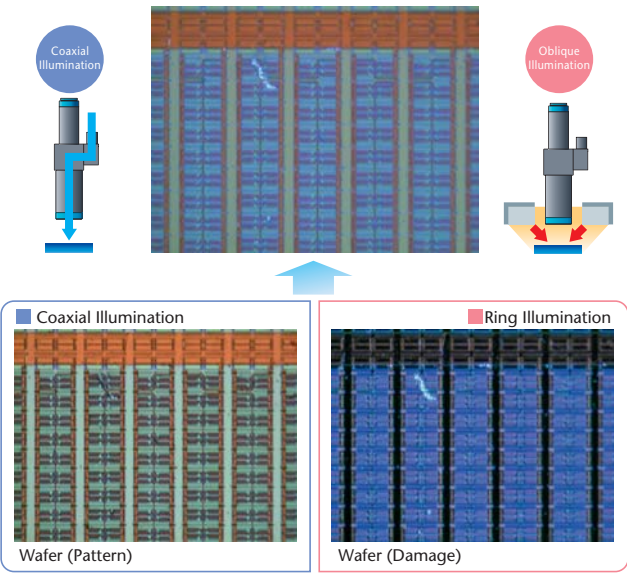 Coaxial
Illumination
Oblique
Illumination
Coaxial Illumination
Ring Illumination
Wafer (Pattern)
Wafer (Damage)